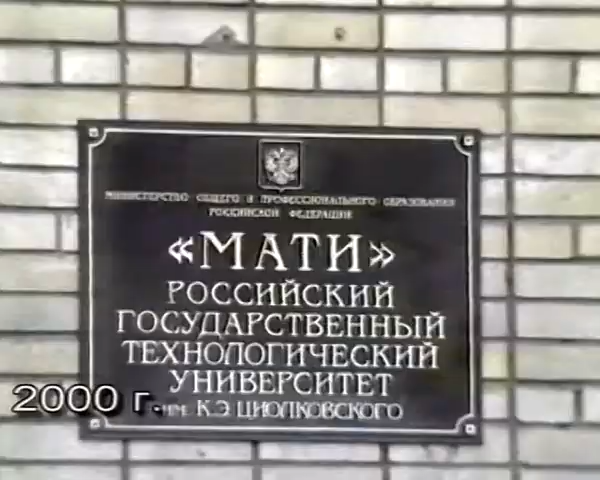 МИНИСТЕРСТВО ОБЩЕГО И ПРОФЕССИОНАЛЬНОГО ОБРАЗОВАНИЯ
РОССИЙСКОЙ ФЕДЕРАЦИИ
«МАТИ»
РОССИЙСКИЙ
ГОСУДАРСТВЕННЫЙ
ТЕХНОЛОГИЧЕСКИЙ
УНИВЕРСИТЕТ
ИМ. К.Э. ЦИОЛКОВСКОГО
2000 г.